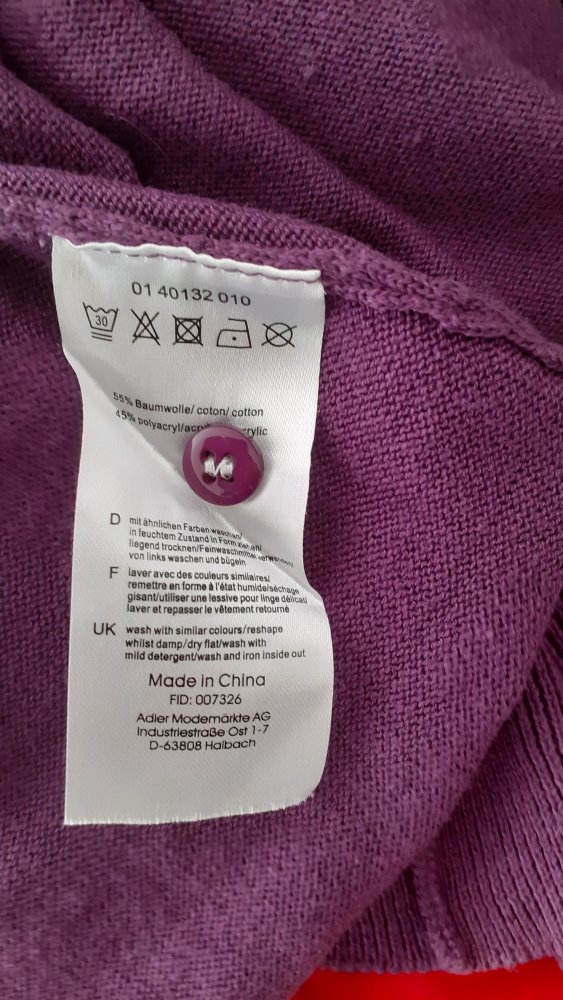 01 40132 010
30
55% Baumwolle/ coton/ cotton
45% polyacryl/
D mit ähnlichen Farben waschen/
in feuchtem Zustand in Form ziehen/
liegend trocknen/Feinwaschmittel verwenden/
von links waschen und bügeln
F laver avec des couleurs similaires/
remettre en forme à l'état humide/séchage
gisant/utiliser une lessive pour linge délicat/
laver et repasser le vêtement retourné
UK wash with similar colours/reshape
whilst damp/dry flat/wash with
mild detergent/wash and iron inside out
Made in China
FID: 007326
Adler Modemärkte AG
Industriestraße Ost 1-7
D-63808 Haibach